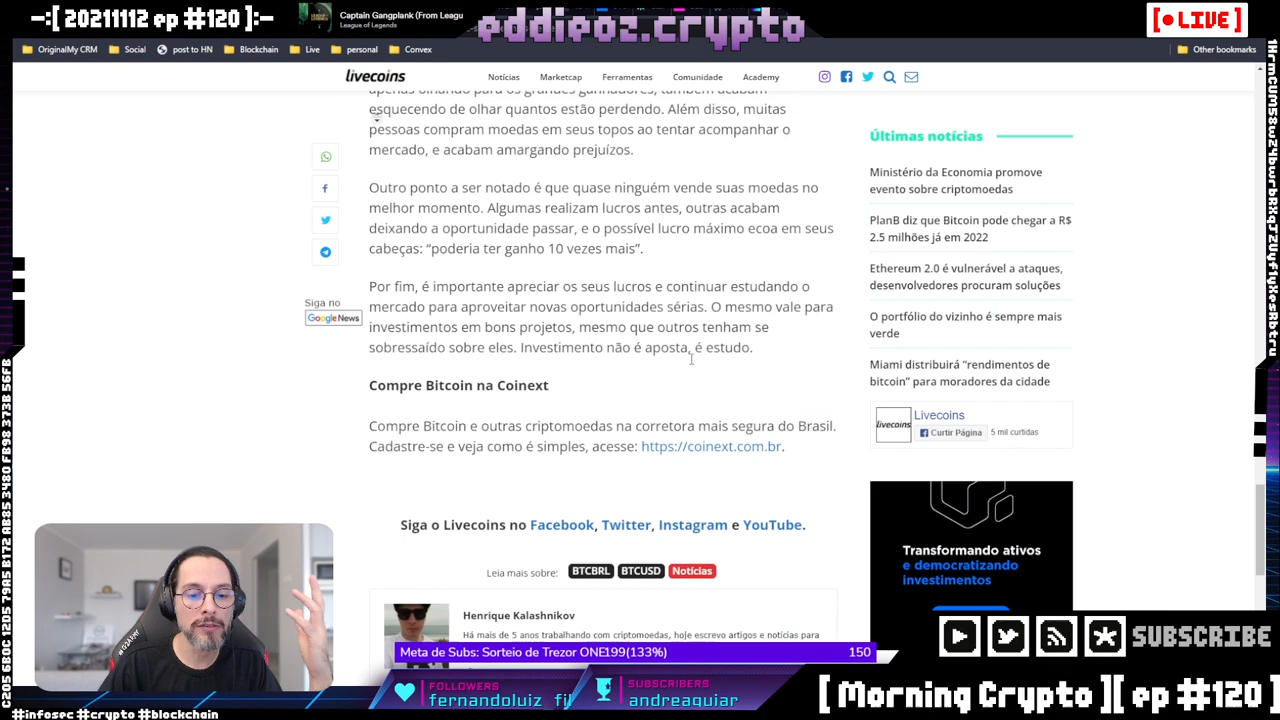 -:[ 20211112 ep #120 ]:-
Captain Gangplank (From Leagu
League of Legends
eddieoz.crypto
[● LIVE]
OriginalMy CRM
Social
post to HN
Blockchain
Live
personal
Convex
Other bookmarks
livecoins
Notícias
Marketcap
Ferramentas
Comunidade
Academy
apenas olhando para os grandes ganhadores, também acabam
esquecendo de olhar quantos estão perdendo. Além disso, muitas
pessoas compram moedas em seus topos ao tentar acompanhar o
mercado, e acabam amargando prejuízos.
Outro ponto a ser notado é que quase ninguém vende suas moedas no
melhor momento. Algumas realizam lucros antes, outras acabam
deixando a oportunidade passar, e o possível lucro máximo ecoa em seus
cabeças: “poderia ter ganho 10 vezes mais”.
Por fim, é importante apreciar os seus lucros e continuar estudando o
mercado para aproveitar novas oportunidades sérias. O mesmo vale para
investimentos em bons projetos, mesmo que outros tenham se
sobressaído sobre eles. Investimento não é aposta, é estudo.
Siga no
Google News
Compre Bitcoin na Coinext
Compre Bitcoin e outras criptomoedas na corretora mais segura do Brasil.
Cadastre-se e veja como é simples, acesse: https://coinext.com.br.
Siga o Livecoins no Facebook, Twitter, Instagram e YouTube.
Leia mais sobre: BTCBRL BTCUSD Notícias
Henrique Kalashnikov
Há mais de 5 anos trabalhando com criptomoedas, hoje escrevo artigos e notícias para
Últimas notícias
Ministério da Economia promove
evento sobre criptomoedas
PlanB diz que Bitcoin pode chegar a R$
2.5 milhões já em 2022
Ethereum 2.0 é vulnerável a ataques,
desenvolvedores procuram soluções
O portfólio do vizinho é sempre mais
verde
Miami distribuirá “rendimentos de
bitcoin” para moradores da cidade
livecoins
Livecoins
Curtir Página
5 mil curtidas
Transformando ativos
e democratizando
investimentos
Meta de Subs: Sorteio de Trezor ONE199(133%)
150
FOLLOWERS
fernandoluiz_fil
SUBSCRIBERS
andreaquiar
SUBSCRIBE
[ Morning Crypto ][ ep #120 ]
#infosec #crypto #blockchain